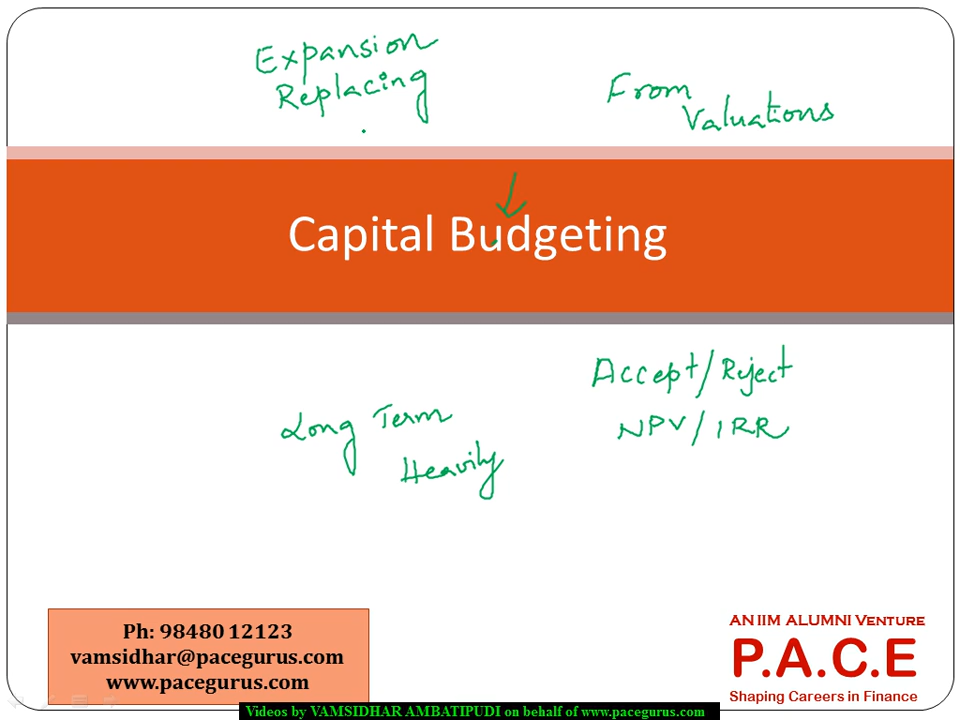 Expansion
Replacing
From
Valuations
Capital Budgeting
Accept/Reject
NPV/IRR
Long Term
Heavily
Ph: 98480 12123
vamsidhar@pacegurus.com
www.pacegurus.com
AN IIM ALUMNI VENTURE
P.A.C.E
Shaping Careers in Finance
Videos by VAMSIDHAR AMBATIPUDI on behalf of www.pacegurus.com